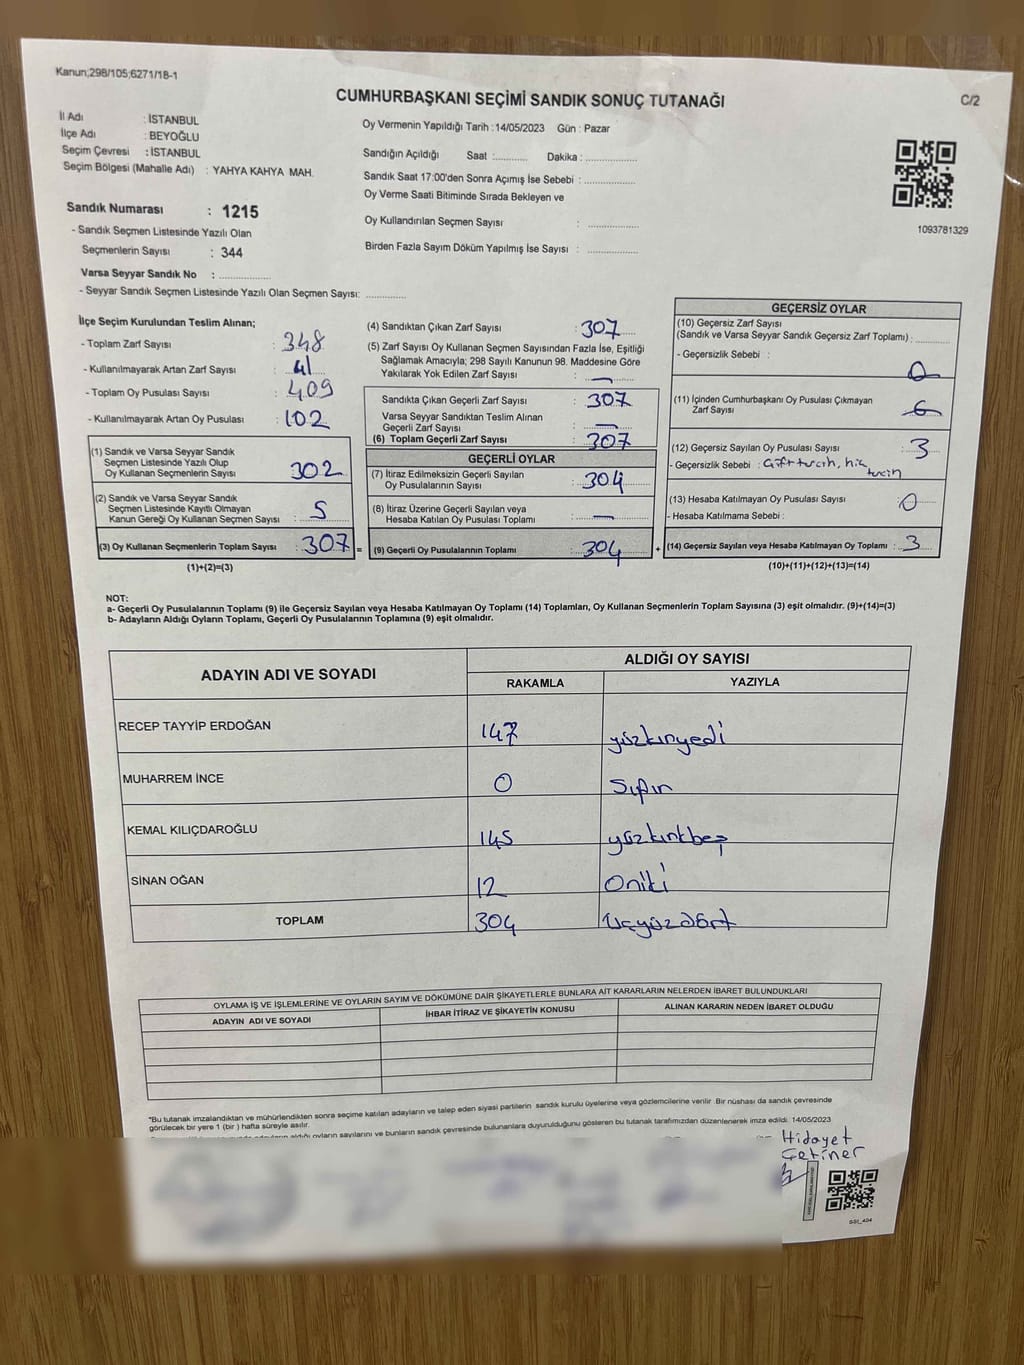 Kanun;298/105;6271/18-1
CUMHURBAŞKANI SEÇİMİ SANDIK SONUÇ TUTANAĞI
C/2
İl Adı : İSTANBUL
İlçe Adı : BEYOĞLU
Seçim Çevresi : İSTANBUL
Seçim Bölgesi (Mahalle Adı) : YAHYA KAHYA MAH.
Sandık Numarası : 1215
- Sandık Seçmen Listesinde Yazılı Olan
Seçmenlerin Sayısı : 344
Varsa Seyyar Sandık No : ............
- Seyyar Sandık Seçmen Listesinde Yazılı Olan Seçmen Sayısı: ............
Oy Vermenin Yapıldığı Tarih : 14/05/2023 Gün : Pazar
Sandığın Açıldığı Saat :............ Dakika : ............
Sandık Saat 17:00'den Sonra Açımış İse Sebebi : ............
Oy Verme Saati Bitiminde Sırada Bekleyen ve
Oy Kullandırılan Seçmen Sayısı : ............
Birden Fazla Sayım Döküm Yapılmış İse Sayısı : ............
1093781329
İlçe Seçim Kurulundan Teslim Alınan;
- Toplam Zarf Sayısı : 348
- Kullanılmayarak Artan Zarf Sayısı : 41
- Toplam Oy Pusulası Sayısı : 409
- Kullanılmayarak Artan Oy Pusulası : 102
(1) Sandık ve Varsa Seyyar Sandık
Seçmen Listesinde Yazılı Olup
Oy Kullanan Seçmenlerin Sayısı 302
(2) Sandık ve Varsa Seyyar Sandık
Seçmen Listesinde Kayıtlı Olmayan
Kanun Gereği Oy Kullanan Seçmen Sayısı : 5
(3) Oy Kullanan Seçmenlerin Toplam Sayısı : 307 =
(1)+(2)=(3)
(4) Sandıktan Çıkan Zarf Sayısı : 307
(5) Zarf Sayısı Oy Kullanan Seçmen Sayısından Fazla İse, Eşitliği
Sağlamak Amacıyla; 298 Sayılı Kanunun 98. Maddesine Göre
Yakılarak Yok Edilen Zarf Sayısı : —
Sandıkta Çıkan Geçerli Zarf Sayısı : 307
Varsa Seyyar Sandıktan Teslim Alınan
Geçerli Zarf Sayısı : —
(6) Toplam Geçerli Zarf Sayısı : 307
GEÇERLİ OYLAR
(7) İtiraz Edilmeksizin Geçerli Sayılan
Oy Pusulalarının Sayısı : 304
(8) İtiraz Üzerine Geçerli Sayılan veya
Hesaba Katılan Oy Pusulası Toplamı : —
(9) Geçerli Oy Pusulalarının Toplamı : 304 +
GEÇERSİZ OYLAR
(10) Geçersiz Zarf Sayısı
(Sandık ve Varsa Seyyar Sandık Geçersiz Zarf Toplamı) : ............
- Geçersizlik Sebebi : 0
(11) İçinden Cumhurbaşkanı Oy Pusulası Çıkmayan
Zarf Sayısı
(12) Geçersiz Sayılan Oy Pusulası Sayısı : 3
- Geçersizlik Sebebi :
(13) Hesaba Katılmayan Oy Pusulası Sayısı : 0
- Hesaba Katılmama Sebebi :
(14) Geçersiz Sayılan veya Hesaba Katılmayan Oy Toplamı : 3
(10)+(11)+(12)+(13)=(14)
NOT:
a- Geçerli Oy Pusulalarının Toplamı (9) ile Geçersiz Sayılan veya Hesaba Katılmayan Oy Toplamı (14) Toplamları, Oy Kullanan Seçmenlerin Toplam Sayısına (3) eşit olmalıdır. (9)+(14)=(3)
b- Adayların Aldığı Oyların Toplamı, Geçerli Oy Pusulalarının Toplamına (9) eşit olmalıdır.
ADAYIN ADI VE SOYADI ALDIĞI OY SAYISI
RAKAMLA YAZIYLA
RECEP TAYYİP ERDOĞAN 147 yüzkırıyedi
MUHARREM İNCE 0 Sıfır
KEMAL KILIÇDAROĞLU 145 yüzkırkbeş
SİNAN OĞAN 12 Oniki
TOPLAM 304 Üçyüzdört
OYLAMA İŞ VE İŞLEMLERİNE VE OYLARIN SAYIM VE DÖKÜMÜNE DAİR ŞİKAYETLERLE BUNLARA AİT KARARLARIN NELERDEN İBARET BULUNDUKLARI
ADAYIN ADI VE SOYADI İHBAR İTİRAZ VE ŞİKAYETİN KONUSU ALINAN KARARIN NEDEN İBARET OLDUĞU
*Bu tutanak imzalandıktan ve mühürlendikten sonra seçime katılan adayların ve talep eden siyasi partilerin sandık kurulu üyelerine veya gözlemcilerine verilir .Bir nüshası da sandık çevresinde
görülecek bir yere 1 (bir ) hafta süreyle asılır.
adayların aldığı oyların sayılarını ve bunların sandık çevresinde bulunanlara duyurulduğunu gösteren bu tutanak tarafımızdan düzenlenerek imza edildi. 14/05/2023
Hidayet
Çetiner
GSI_404